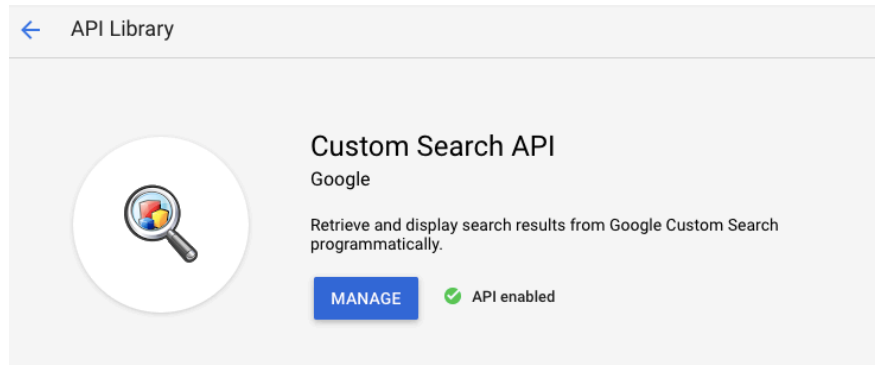 API Library
Custom Search API
Google
Retrieve and display search results from Google Custom Search
programmatically.
MANAGE
API enabled